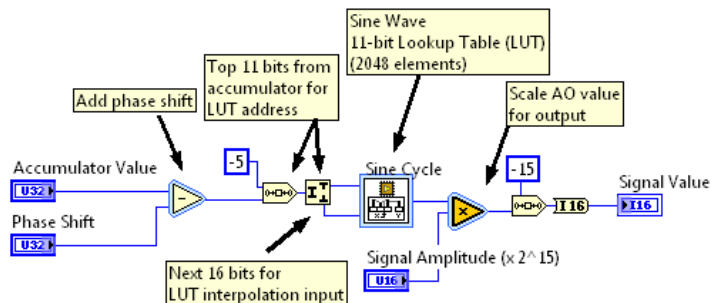 Sine Wave
11-bit Lookup Table (LUT)
(2048 elements)
Top 11 bits from
accumulator for
LUT address
Add phase shift
Scale AO value
for output
Accumulator Value
U32
-
-5
Sine Cycle
x
-15
I16
Signal Value
I16
Phase Shift
U32
Signal Amplitude (x 2^15)
U16
Next 16 bits for
LUT interpolation input